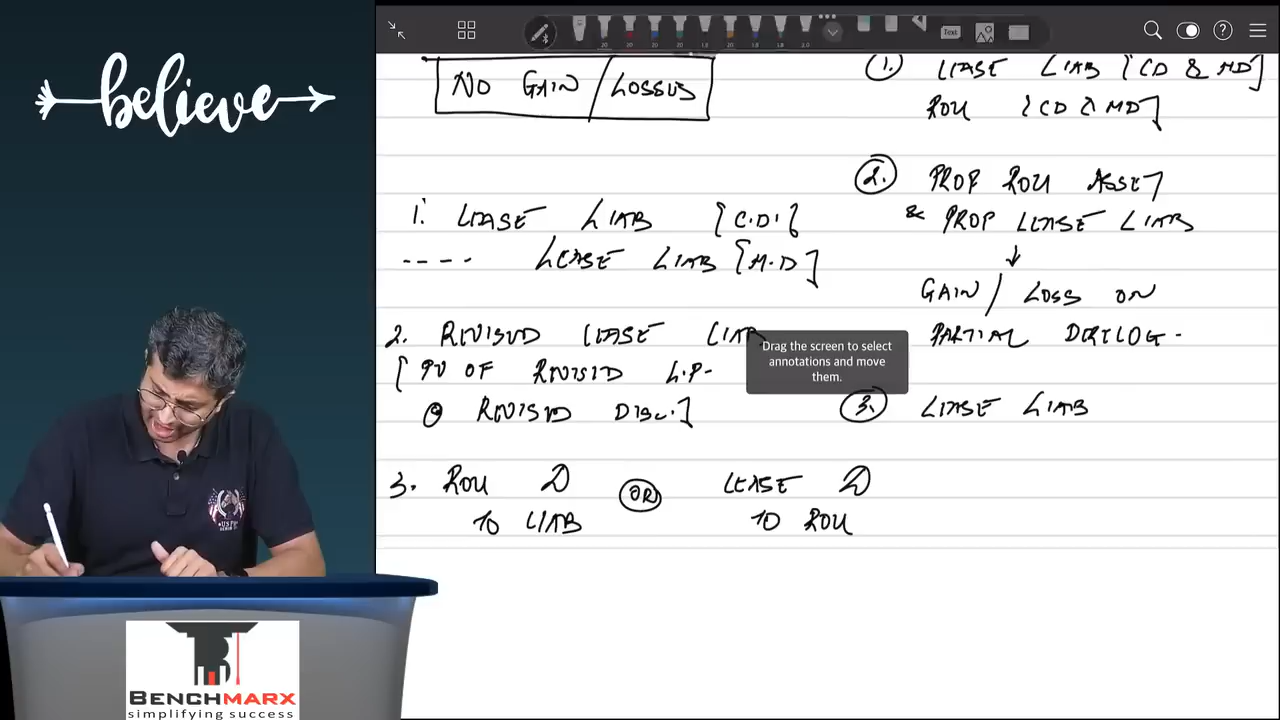 believe
Text
NO GAIN / LOSSES
1. LEASE LIAB [CD & MD]
ROU [CD & MD]
2. PROP ROU ASSET
& PROP LEASE LIAB
↓
GAIN / LOSS ON
PARTIAL DERECOG-
3. LEASE LIAB
1. LEASE LIAB [C.D.]
---- LEASE LIAB [M.D]
2. REVISED LEASE LIAB
[PV OF REVISED L.P.
@ REVISED DISC.]
3. ROU D OR LEASE D
TO LIAB TO ROU
Drag the screen to select
annotations and move
them.
BENCHMARX
simplifying success